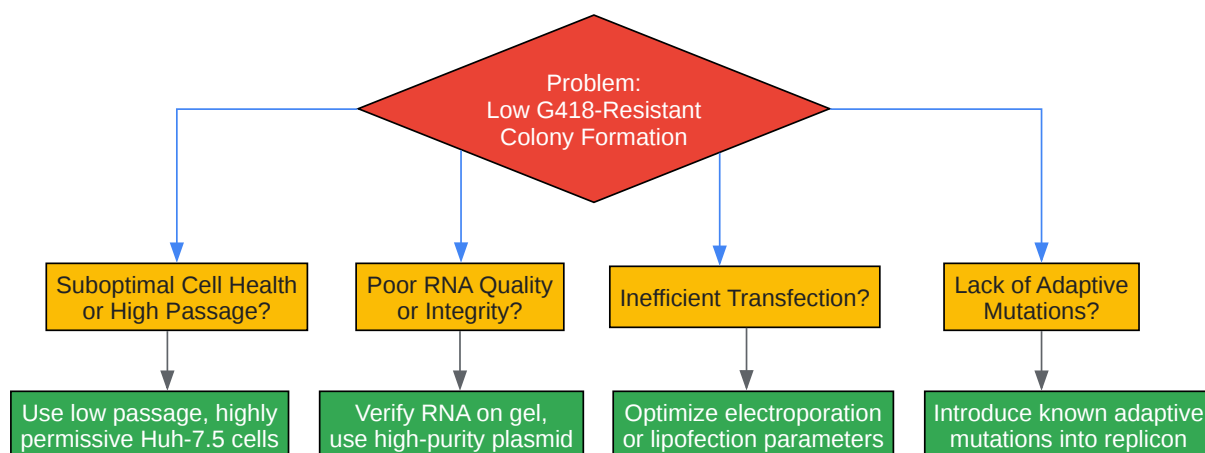 Problem:
Low G418-Resistant
Colony Formation
Suboptimal Cell Health
or High Passage?
Poor RNA Quality
or Integrity?
Inefficient Transfection?
Lack of Adaptive
Mutations?
Use low passage, highly
permissive Huh-7.5 cells
Verify RNA on gel,
use high-purity plasmid
Optimize electroporation
or lipofection parameters
Introduce known adaptive
mutations into replicon